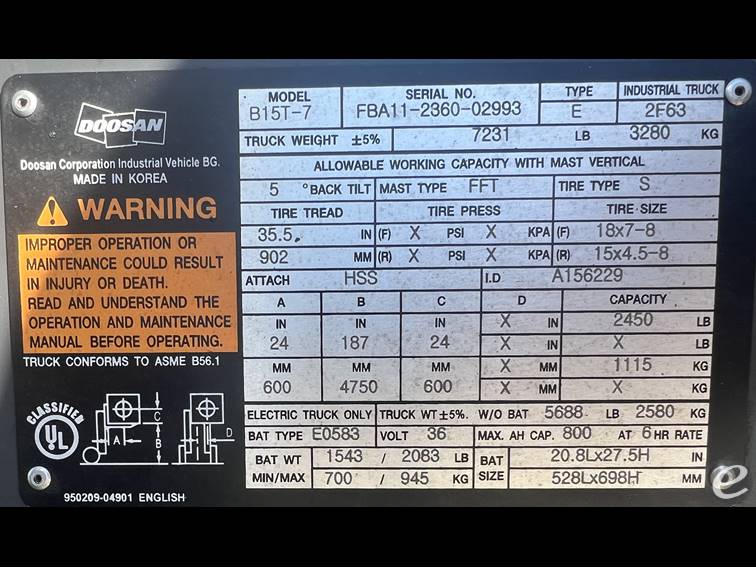 DOOSAN
Doosan Corporation Industrial Vehicle BG.
MADE IN KOREA
WARNING
IMPROPER OPERATION OR
MAINTENANCE COULD RESULT
IN INJURY OR DEATH.
READ AND UNDERSTAND THE
OPERATION AND MAINTENANCE
MANUAL BEFORE OPERATING.
TRUCK CONFORMS TO ASME B56.1
CLASSIFIED
UL
A B C D
950209-04901 ENGLISH
MODEL SERIAL NO. TYPE INDUSTRIAL TRUCK
B15T-7 FBA11-2360-02993 E 2F63
TRUCK WEIGHT ±5% 7231 LB 3280 KG
ALLOWABLE WORKING CAPACITY WITH MAST VERTICAL
5 °BACK TILT MAST TYPE FFT TIRE TYPE S
TIRE TREAD TIRE PRESS TIRE SIZE
35.5 IN (F) X PSI X KPA (F) 18x7-8
902 MM (R) X PSI X KPA (R) 15x4.5-8
ATTACH HSS I.D A156229
A B C D CAPACITY
IN IN IN X IN 2450 LB
24 187 24 X X LB
MM MM MM X MM 1115 KG
600 4750 600 X X KG
ELECTRIC TRUCK ONLY TRUCK WT ±5%. W/O BAT 5688 LB 2580 KG
BAT TYPE E0583 VOLT 36 MAX. AH CAP. 800 AT 6 HR RATE
BAT WT 1543 / 2083 LB BAT 20.8Lx27.5H IN
MIN/MAX 700 / 945 KG SIZE 528Lx698H MM